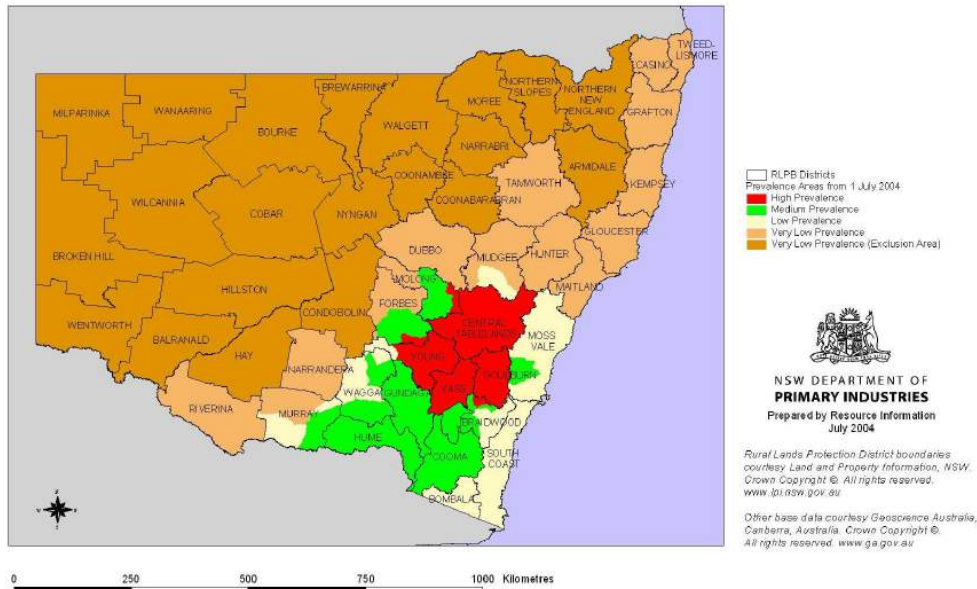 TWEED-
LISMORE
CASINO
NORTHERN
SLOPES
NORTHERN
NEW
ENGLAND
BREWARRINA
MOREE
MILPARINKA
WANAARING
GRAFTON
BOURKE
WALGETT
NARRABRI
ARMIDALE
COONAMBLE
TAMWORTH
KEMPSEY
WILCANNIA
COBAR
NYNGAN
COONABARABRAN
GLOUCESTER
DUBBO
MUDGEE
HUNTER
BROKEN HILL
MOLONG
MAITLAND
HILLSTON
FORBES
CONDOBOLIN
CENTRAL
TABLELANDS
MOSS
VALE
WENTWORTH
BALRANALD
HAY
YOUNG
NARRANDERA
GOULBURN
WAGGA
GUNDAGAI
YASS
RIVERINA
MURRAY
BRAIDWOOD
HUME
COOMA
SOUTH
COAST
BOMBALA
N
W
E
S
RLPB Districts
Prevalence Areas from 1 July 2004
High Prevalence
Medium Prevalence
Low Prevalence
Very Low Prevalence
Very Low Prevalence (Exclusion Area)
NSW DEPARTMENT OF
PRIMARY INDUSTRIES
Prepared by Resource Information
July 2004
Rural Lands Protection District boundaries
courtesy Land and Property Information, NSW.
Crown Copyright ©. All rights reserved.
www.lpi.nsw.gov.au
Other base data courtesy Geoscience Australia,
Canberra, Australia. Crown Copyright ©.
All rights reserved. www.ga.gov.au
0 250 500 750 1000 Kilometres